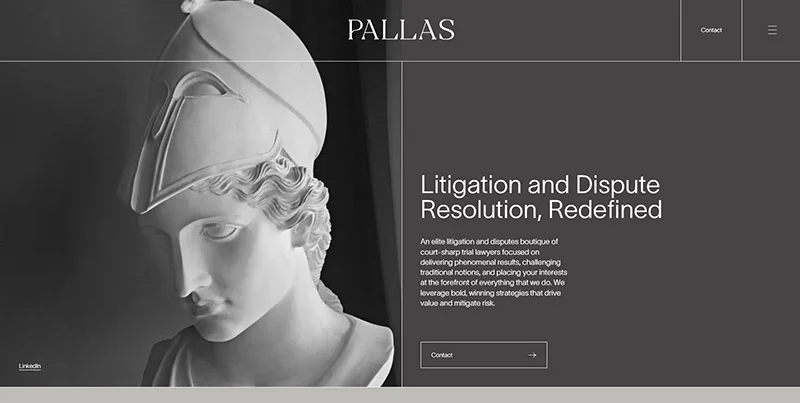 PALLAS
Contact
Litigation and Dispute
Resolution, Redefined
An elite litigation and disputes boutique of
court-sharp trial lawyers focused on
delivering phenomenal results, challenging
traditional notions, and placing your interests
at the forefront of everything that we do. We
leverage bold, winning strategies that drive
value and mitigate risk.
Contact
LinkedIn